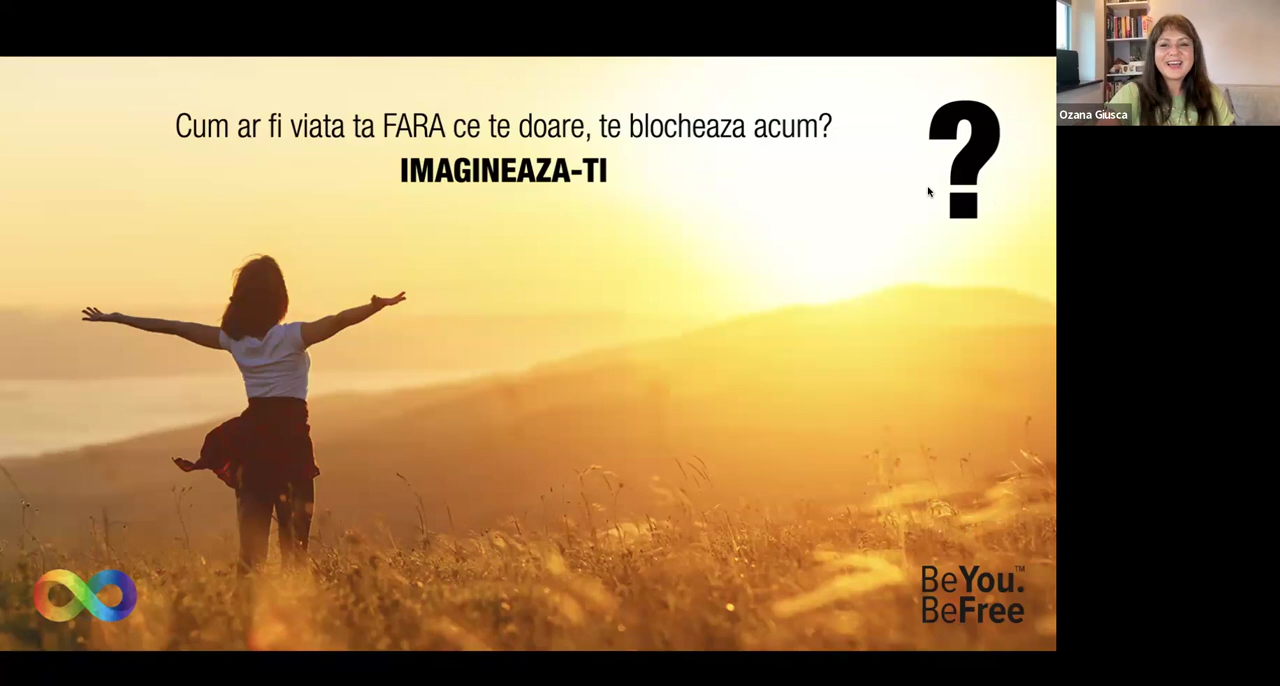 Cum ar fi viata ta FARA ce te doare, te blocheaza acum?
IMAGINEAZA-TI
?
Ozana Giusca
BeYou.™
BeFree